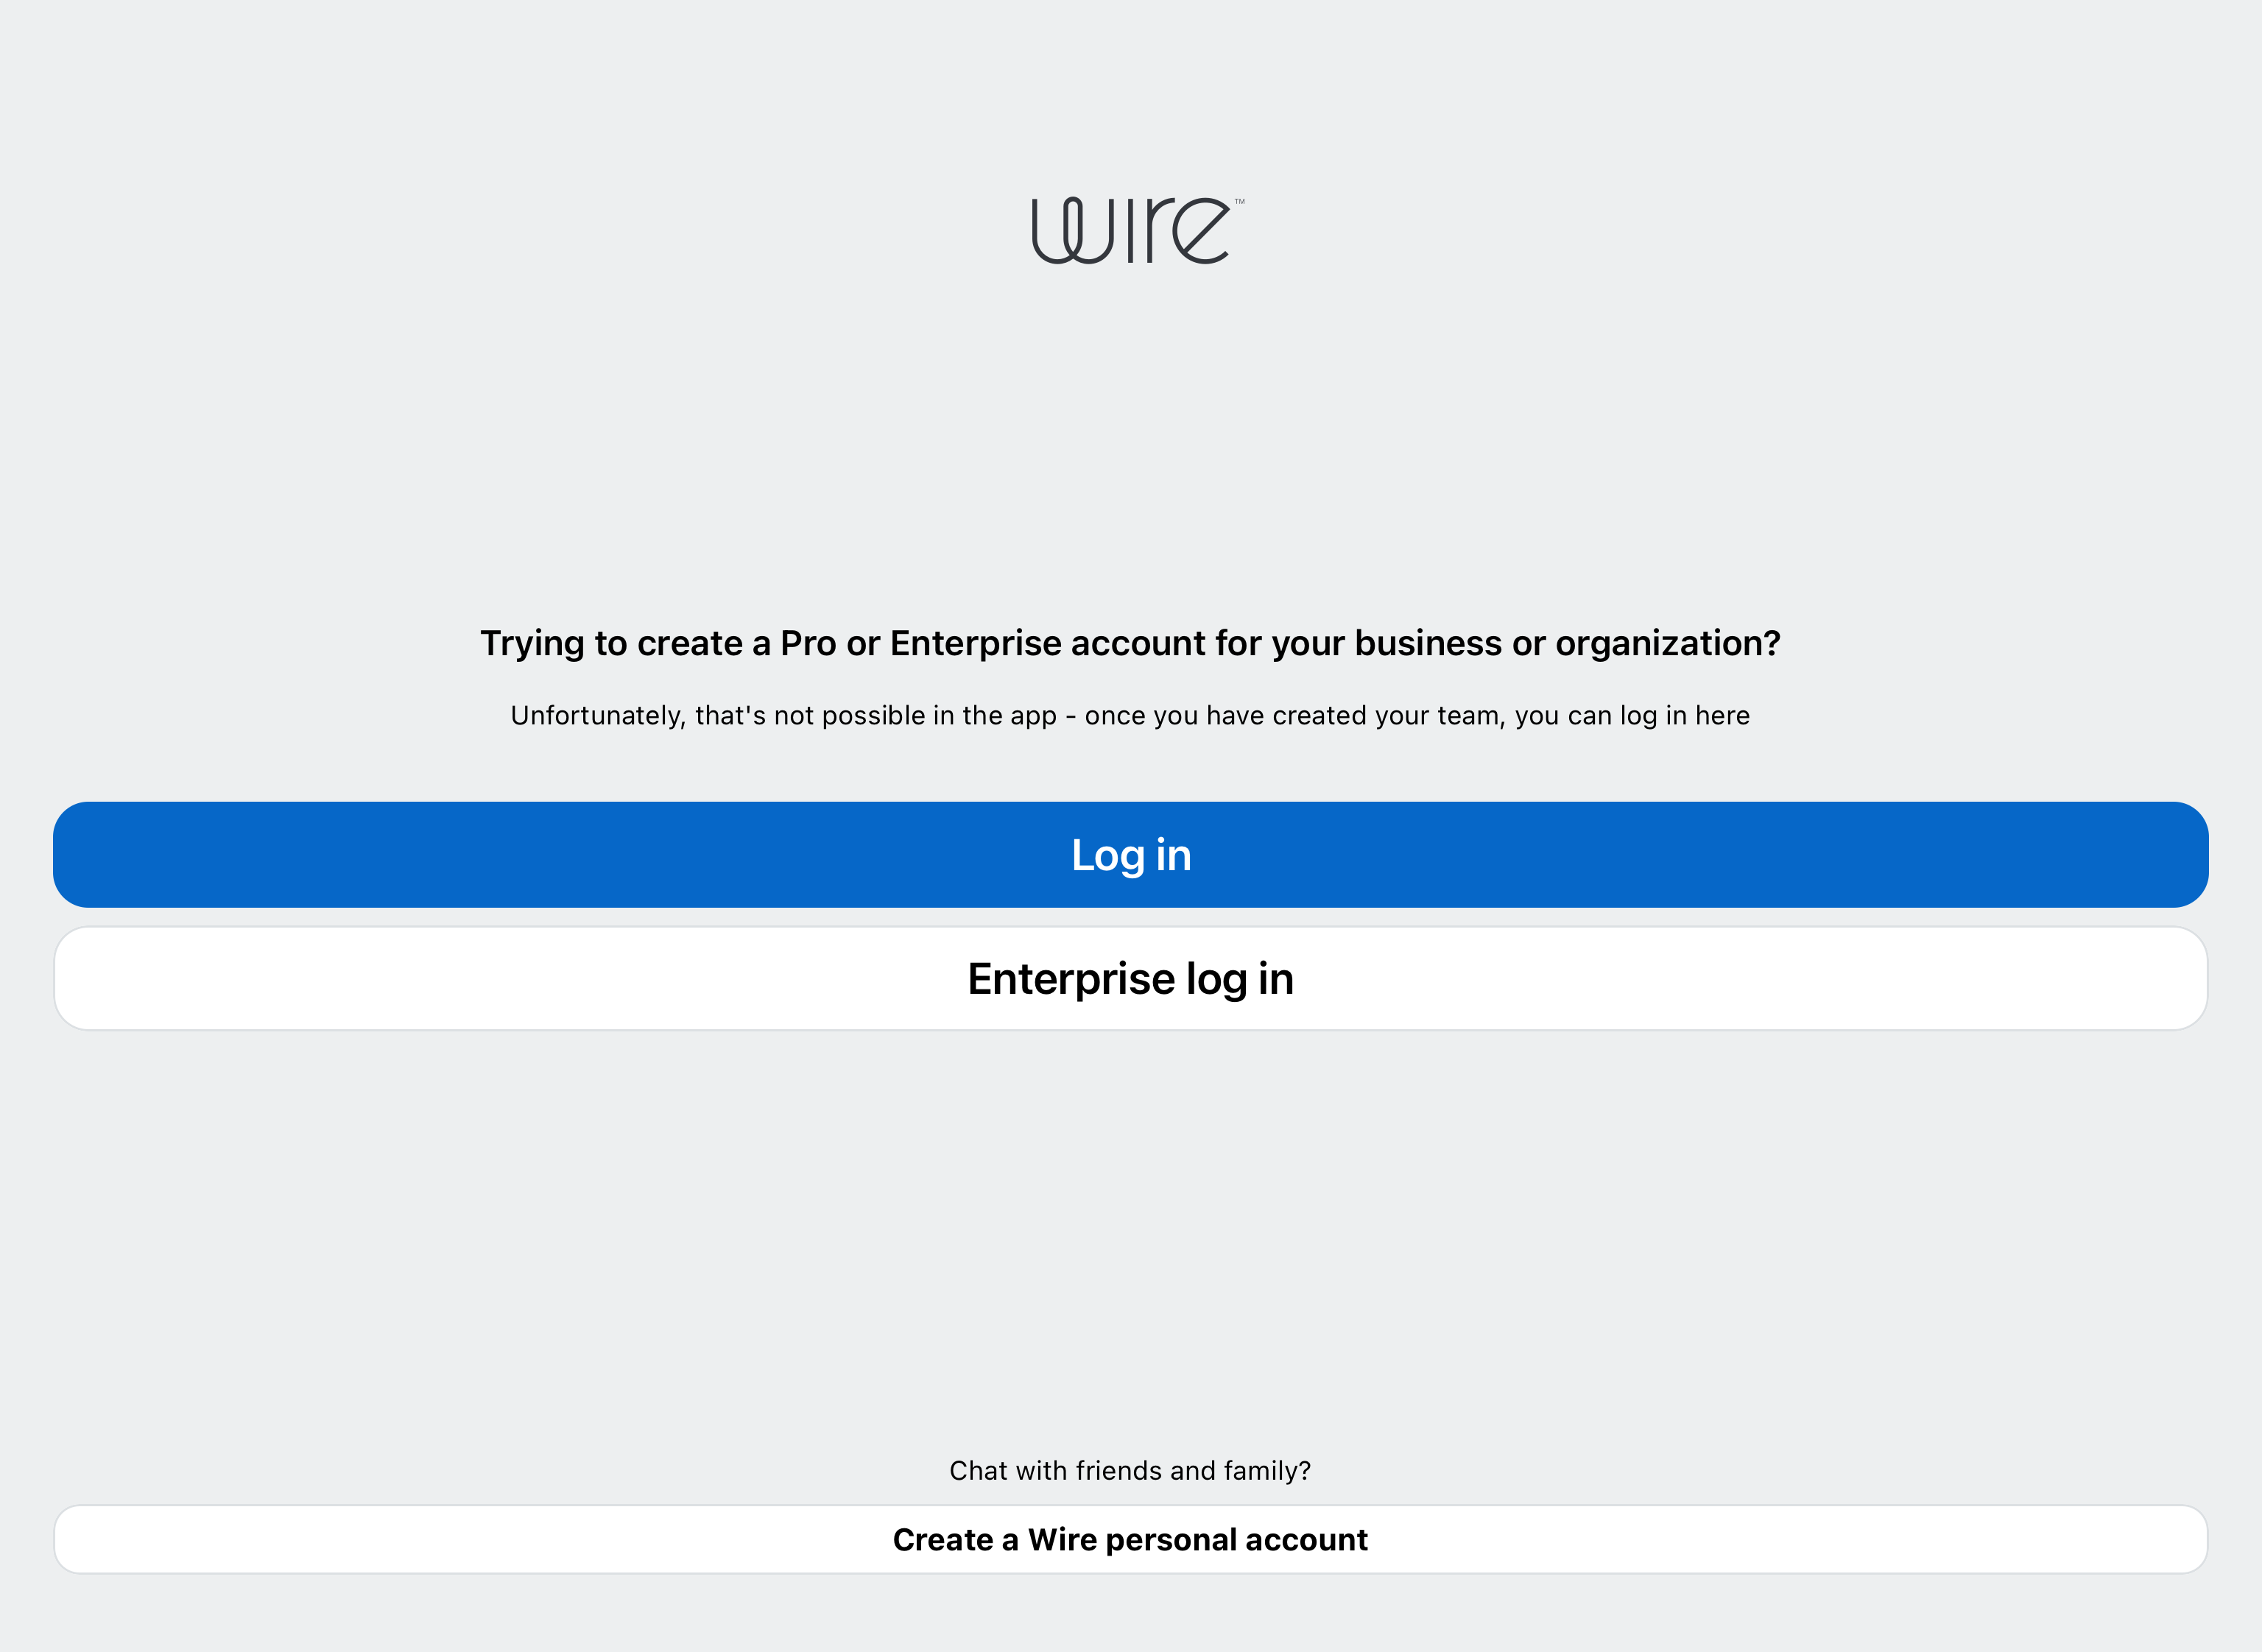 wire™
Trying to create a Pro or Enterprise account for your business or organization?
Unfortunately, that's not possible in the app - once you have created your team, you can log in here
Log in
Enterprise log in
Chat with friends and family?
Create a Wire personal account